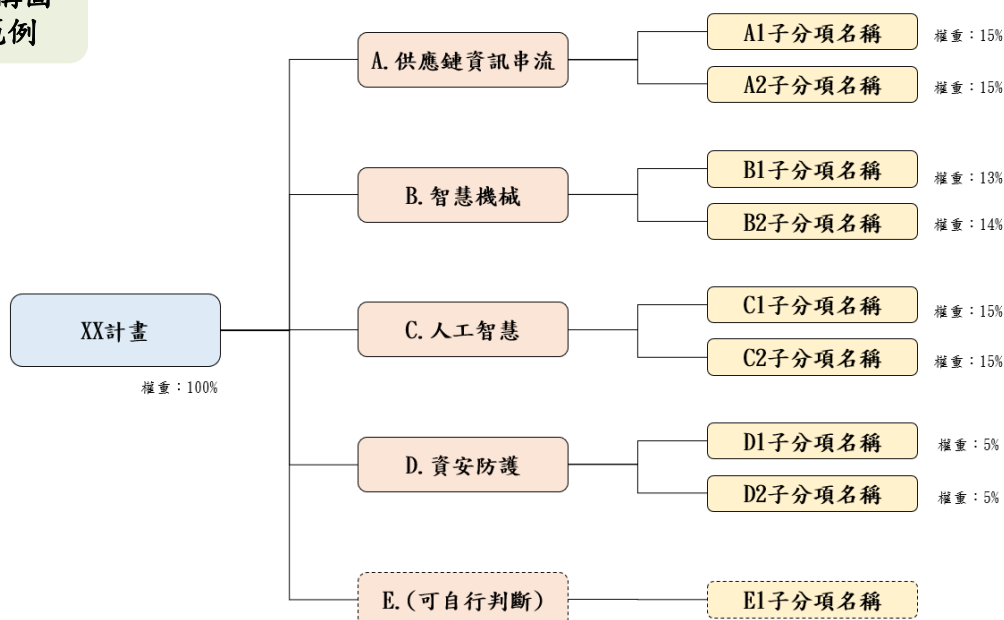 範例
A.供應鏈資訊串流
A1子分項名稱
權重：15%
A2子分項名稱
權重：15%
B.智慧機械
B1子分項名稱
權重：13%
B2子分項名稱
權重：14%
XX計畫
權重：100%
C.人工智慧
C1子分項名稱
權重：15%
C2子分項名稱
權重：15%
D.資安防護
D1子分項名稱
權重：5%
D2子分項名稱
權重：5%
E.(可自行判斷)
E1子分項名稱